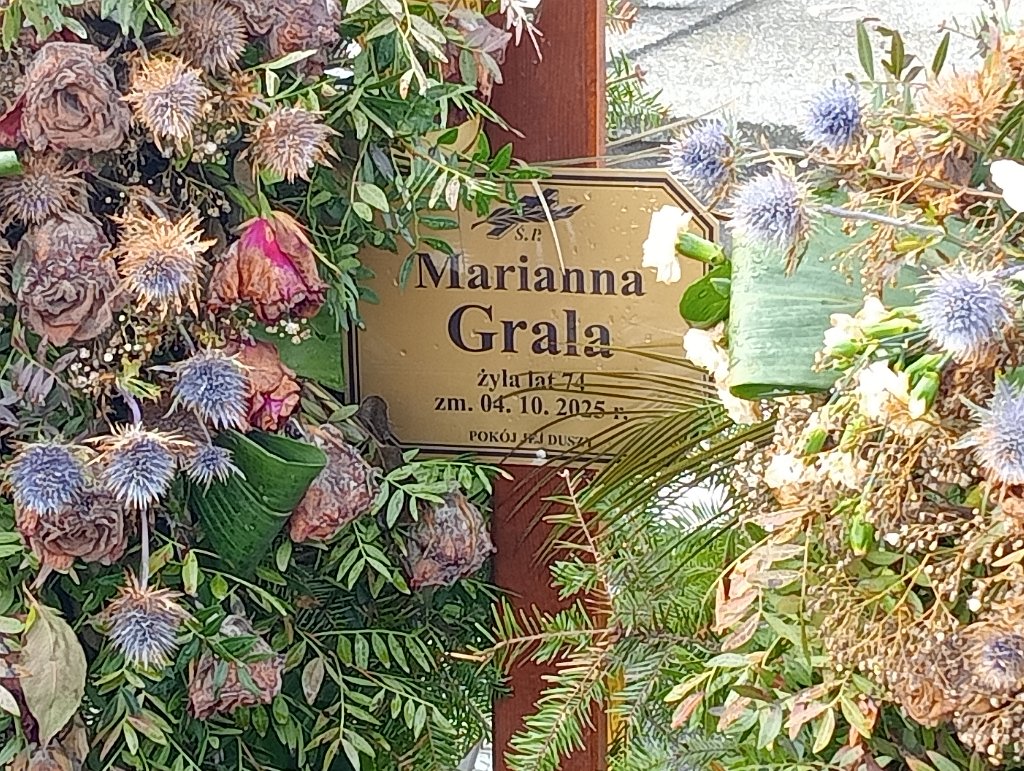 Ś.P.
Marianna
Grala
żyła lat 74
zm. 04. 10. 2025 r.
POKÓJ JEJ DUSZY